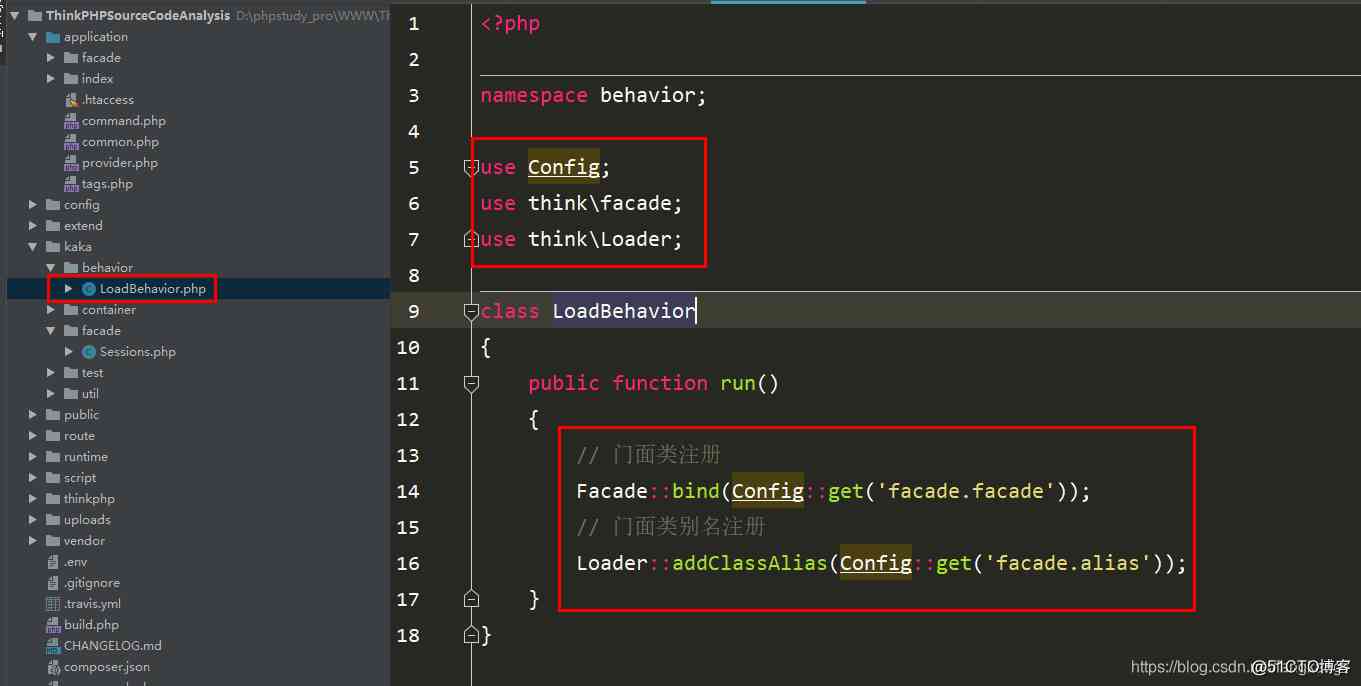 ThinkPHPSourceCodeAnalysis D:\phpstudy_pro\WWW\Th
application
facade
index
.htaccess
command.php
common.php
provider.php
tags.php
config
extend
kaka
behavior
LoadBehavior.php
container
facade
Sessions.php
test
util
public
route
runtime
script
thinkphp
uploads
vendor
.env
.gitignore
.travis.yml
build.php
CHANGELOG.md
composer.json
1 <?php
2
3 namespace behavior;
4
5 use Config;
6 use think\facade;
7 use think\Loader;
8
9 class LoadBehavior
10 {
11 public function run()
12 {
13 // 门面类注册
14 Facade::bind(Config::get('facade.facade'));
15 // 门面类别名注册
16 Loader::addClassAlias(Config::get('facade.alias'));
17 }
18 }
https://blog.csdn.n
@51CTO博客